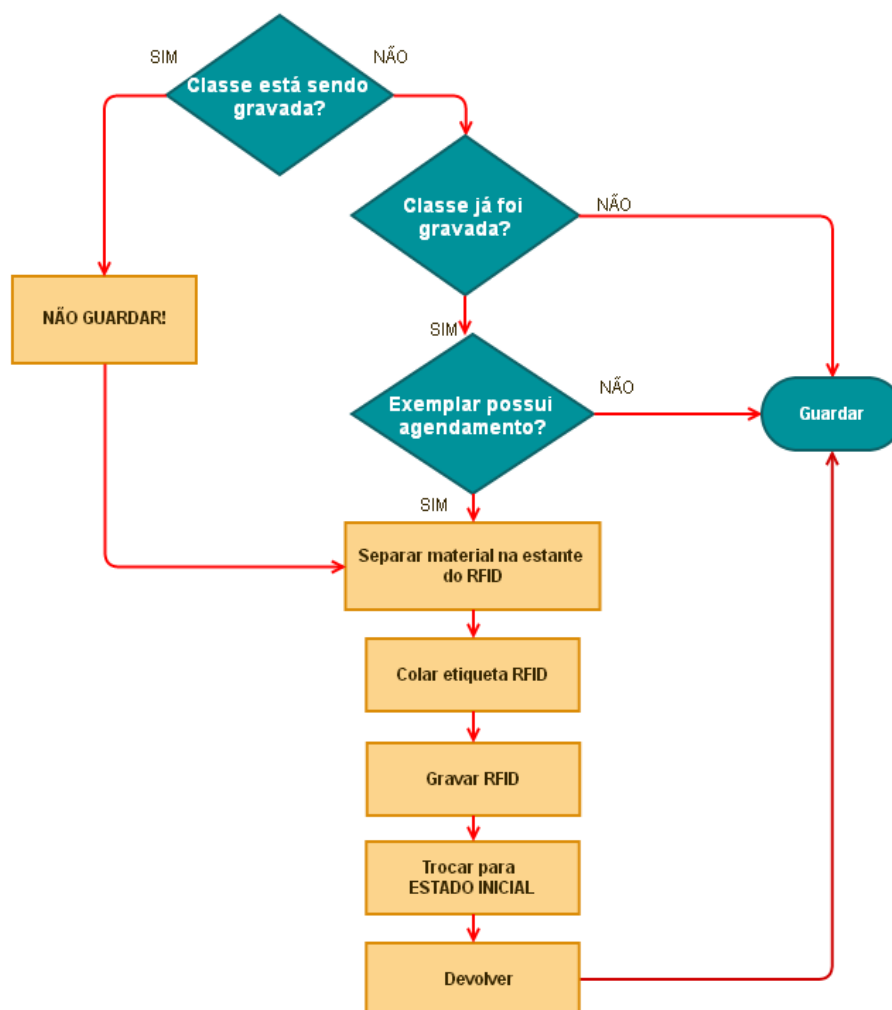 SIM
NÃO
Classe está sendo
gravada?
Classe já foi
gravada?
NÃO
NÃO GUARDAR!
SIM
Exemplar possui
agendamento?
NÃO
Guardar
SIM
Separar material na estante
do RFID
Colar etiqueta RFID
Gravar RFID
Trocar para
ESTADO INICIAL
Devolver